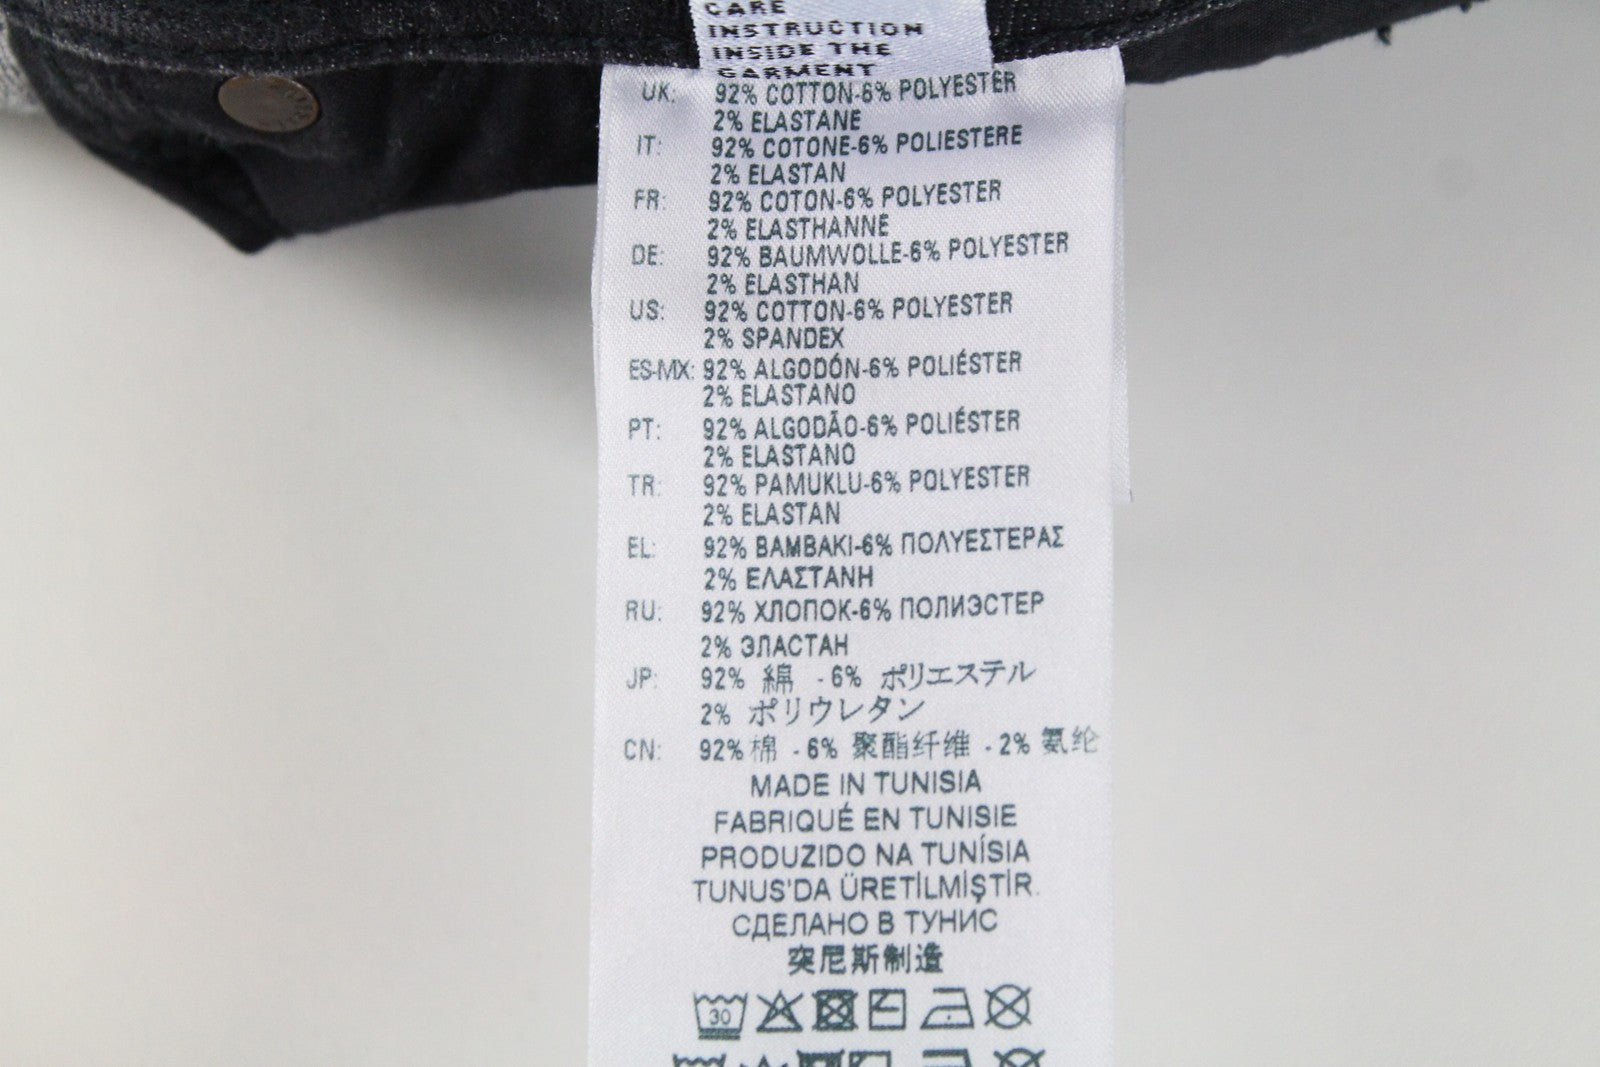 CARE
INSTRUCTION
INSIDE THE
GARMENT
UK: 92% COTTON-6% POLYESTER
2% ELASTANE
IT: 92% COTONE-6% POLIESTERE
2% ELASTAN
FR: 92% COTON-6% POLYESTER
2% ELASTHANNE
DE: 92% BAUMWOLLE-6% POLYESTER
2% ELASTHAN
US: 92% COTTON-6% POLYESTER
2% SPANDEX
ES-MX: 92% ALGODÓN-6% POLIÉSTER
2% ELASTANO
PT: 92% ALGODÃO-6% POLIÉSTER
2% ELASTANO
TR: 92% PAMUKLU-6% POLYESTER
2% ELASTAN
EL: 92% BAMBAKI-6% ΠΟΛΥΕΣΤΕΡΑΣ
2% ΕΛΑΣΤΑΝΗ
RU: 92% ХЛОПОК-6% ПОЛИЭСТЕР
2% ЭЛАСТАН
JP: 92% 綿 - 6% ポリエステル
2% ポリウレタン
CN: 92% 棉 - 6% 聚酯纤维 - 2% 氨纶
MADE IN TUNISIA
FABRIQUÉ EN TUNISIE
PRODUZIDO NA TUNÍSIA
TUNUS'DA ÜRETİLMİŞTİR.
СДЕЛАНО В ТУНИС
突尼斯制造
30